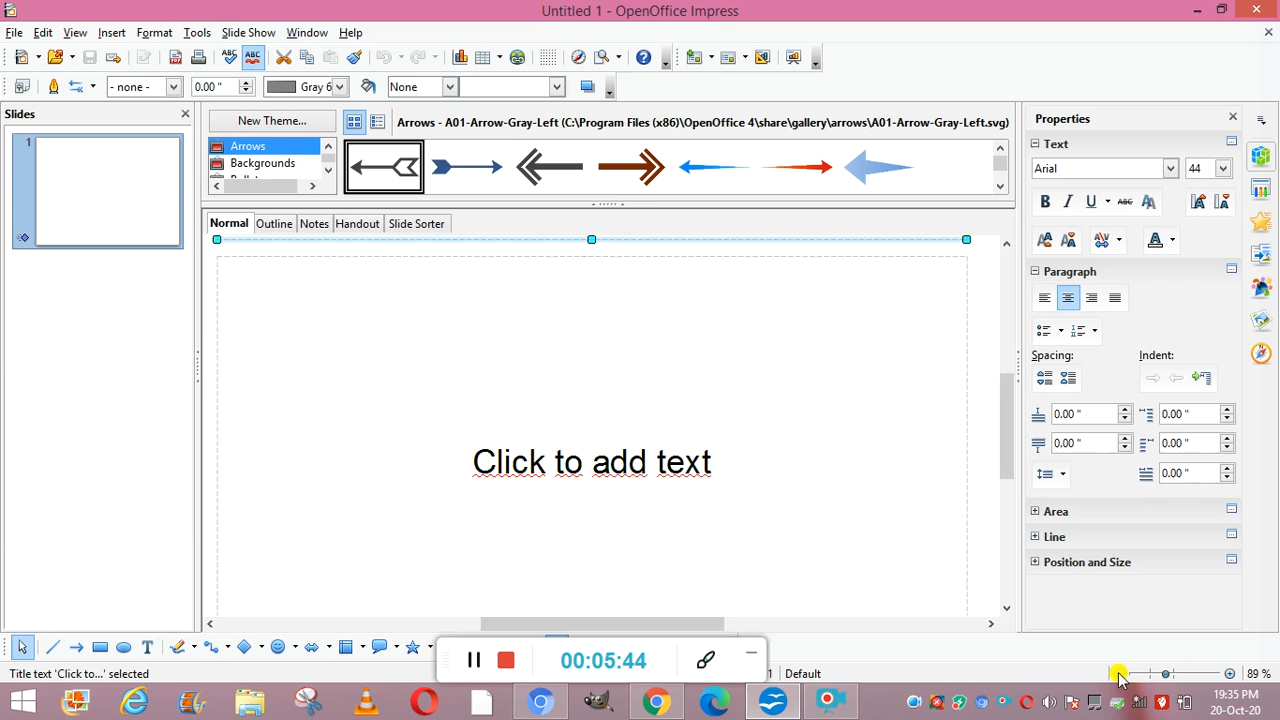 Untitled 1 - OpenOffice Impress
File Edit View Insert Format Tools Slide Show Window Help
- none - 0.00 " Gray 6 None
Slides
1
New Theme... Arrows - A01-Arrow-Gray-Left (C:\Program Files (x86)\OpenOffice 4\share\gallery\arrows\A01-Arrow-Gray-Left.svg)
Arrows
Backgrounds
Normal Outline Notes Handout Slide Sorter
Click to add text
Properties
Text
Arial 44
Paragraph
Spacing: Indent:
0.00 " 0.00 "
0.00 " 0.00 "
0.00 "
Area
Line
Position and Size
00:05:44
Title text 'Click to...' selected
1 Default 89 %
19:35 PM
20-Oct-20